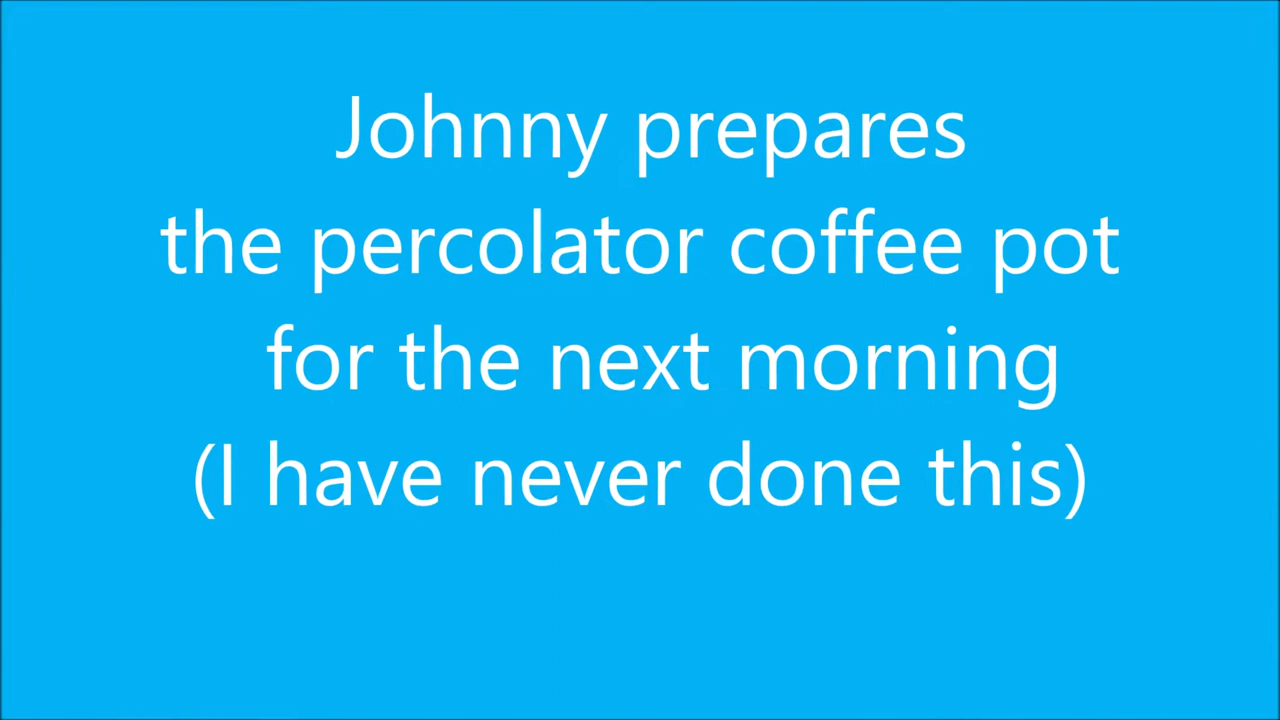 Johnny prepares
the percolator coffee pot
for the next morning
(I have never done this)